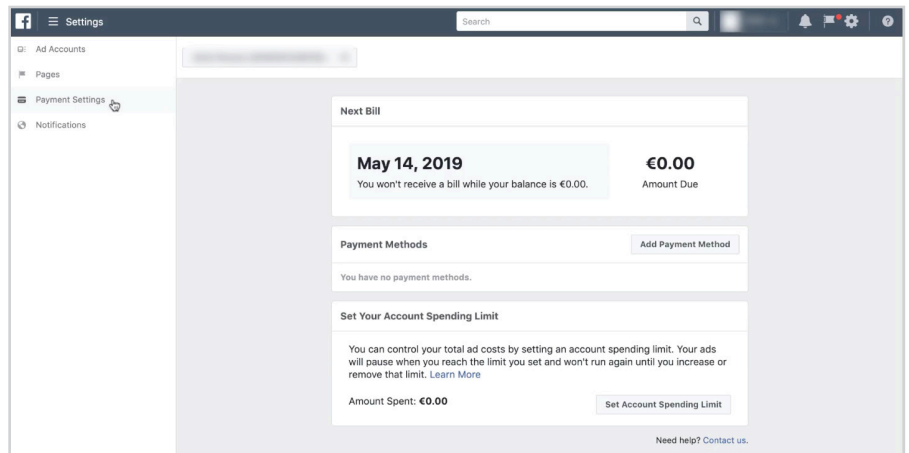 Settings
Search
Ad Accounts
Pages
Payment Settings
Notifications
Next Bill
May 14, 2019
€0.00
You won't receive a bill while your balance is €0.00.
Amount Due
Payment Methods
Add Payment Method
You have no payment methods.
Set Your Account Spending Limit
You can control your total ad costs by setting an account spending limit. Your ads
will pause when you reach the limit you set and won't run again until you increase or
remove that limit. Learn More
Amount Spent: €0.00
Set Account Spending Limit
Need help? Contact us.